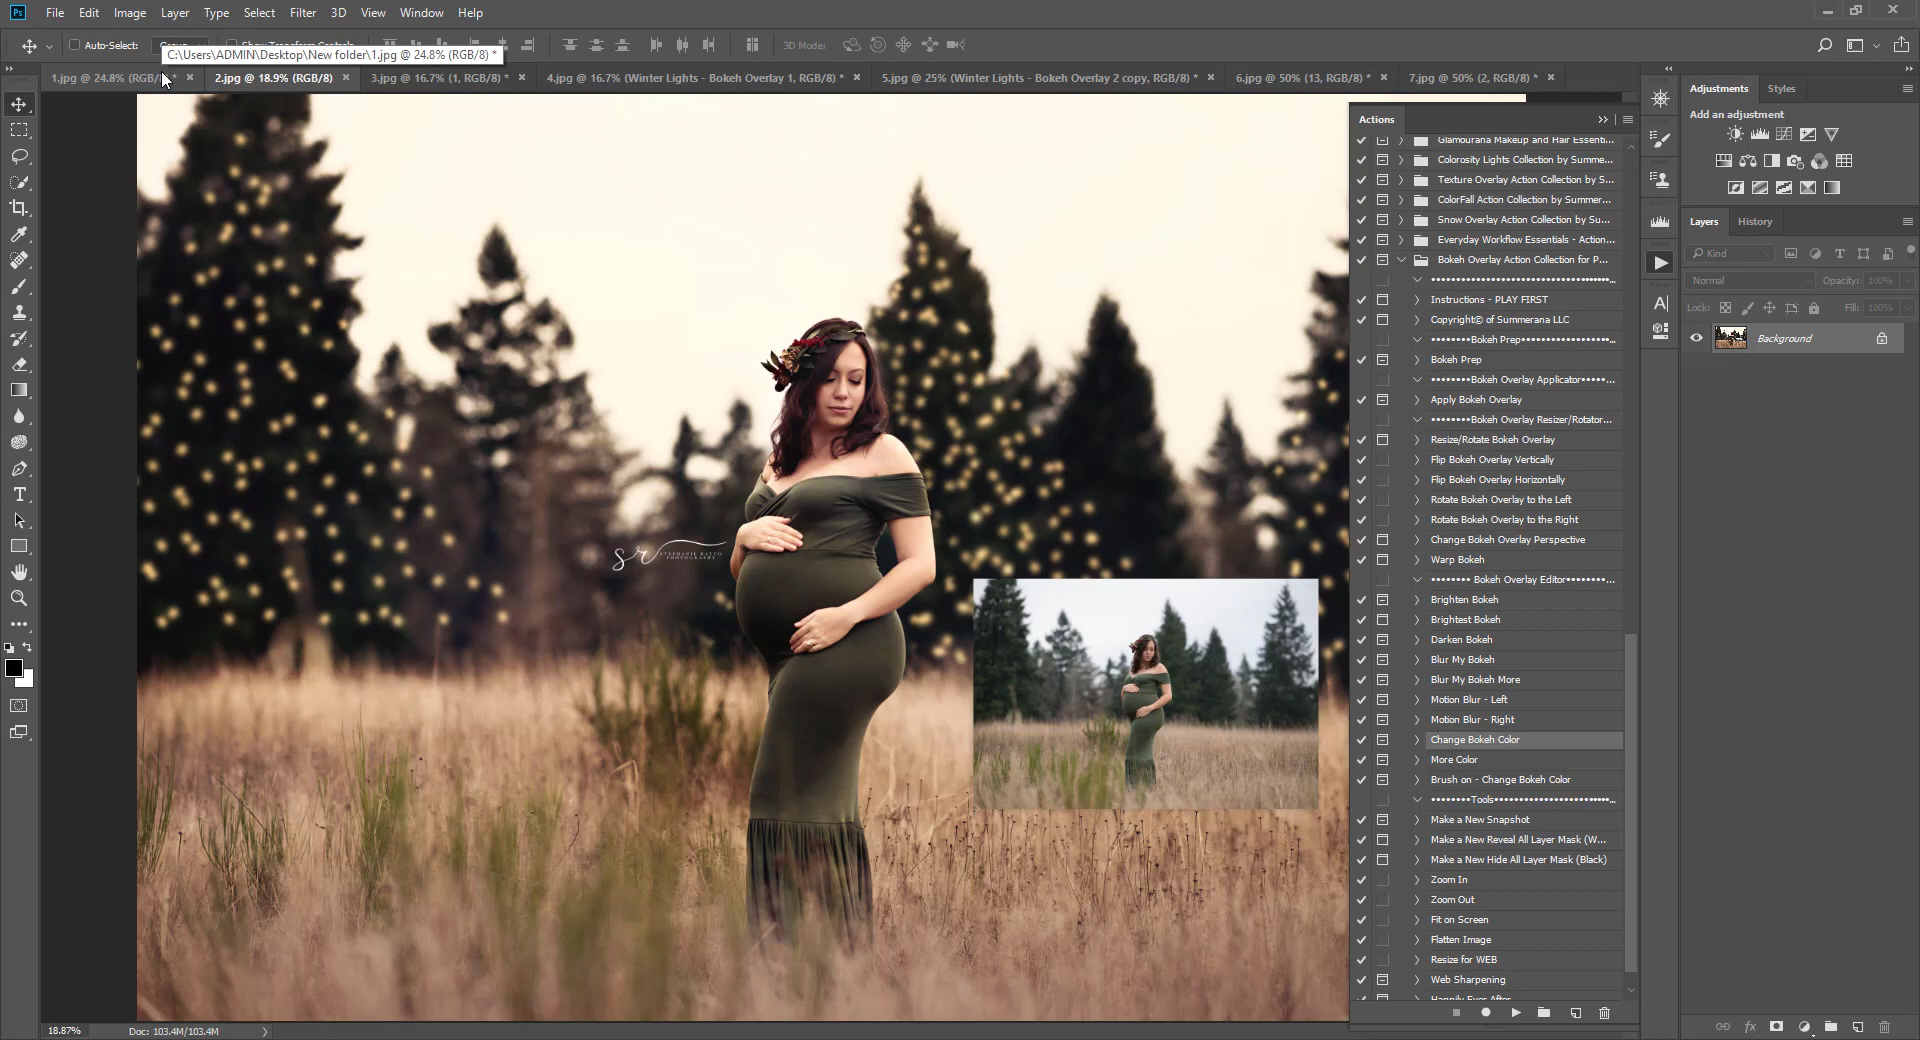 Ps File Edit Image Layer Type Select Filter 3D View Window Help
Auto-Select: 3D Mode:
C:\Users\ADMIN\Desktop\New folder\1.jpg @ 24.8% (RGB/8) *
1.jpg @ 24.8% (RGB/ 2.jpg @ 18.9% (RGB/8) 3.jpg @ 16.7% (1, RGB/8) * 4.jpg @ 16.7% (Winter Lights - Bokeh Overlay 1, RGB/8) * 5.jpg @ 25% (Winter Lights - Bokeh Overlay 2 copy, RGB/8) * 6.jpg @ 50% (13, RGB/8) * 7.jpg @ 50% (2, RGB/8) *
Actions
Glamourana Makeup and Hair Essenti...
Colorosity Lights Collection by Summe...
Texture Overlay Action Collection by S...
ColorFall Action Collection by Summer...
Snow Overlay Action Collection by Su...
Everyday Workflow Essentials - Action...
Bokeh Overlay Action Collection for P...
Instructions - PLAY FIRST
Copyright© of Summerana LLC
••••••••Bokeh Prep•••••••••••••••••••...
Bokeh Prep
••••••••Bokeh Overlay Applicator•••••...
Apply Bokeh Overlay
••••••••Bokeh Overlay Resizer/Rotator...
Resize/Rotate Bokeh Overlay
Flip Bokeh Overlay Vertically
Flip Bokeh Overlay Horizontally
Rotate Bokeh Overlay to the Left
Rotate Bokeh Overlay to the Right
Change Bokeh Overlay Perspective
Warp Bokeh
•••••••• Bokeh Overlay Editor••••••••...
Brighten Bokeh
Brightest Bokeh
Darken Bokeh
Blur My Bokeh
Blur My Bokeh More
Motion Blur - Left
Motion Blur - Right
Change Bokeh Color
More Color
Brush on - Change Bokeh Color
••••••••Tools••••••••••••••••••••••••...
Make a New Snapshot
Make a New Reveal All Layer Mask (W...
Make a New Hide All Layer Mask (Black)
Zoom In
Zoom Out
Fit on Screen
Flatten Image
Resize for WEB
Web Sharpening
Happily Ever After
Adjustments Styles
Add an adjustment
Layers History
Kind
Normal Opacity: 100%
Lock: Fill: 100%
Background
sr STEPHANIE RATTO
PHOTOGRAPHY
18.87% Doc: 103.4M/103.4M